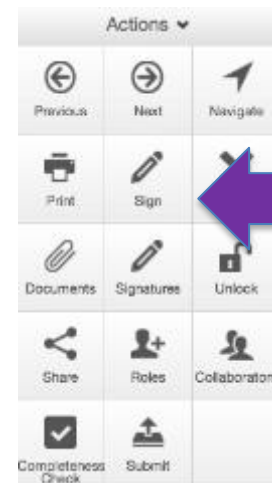 Actions
Previous Next Navigate
Print Sign
Documents Signatures Unlock
Share Roles Collaborators
Completeness Submit
Check